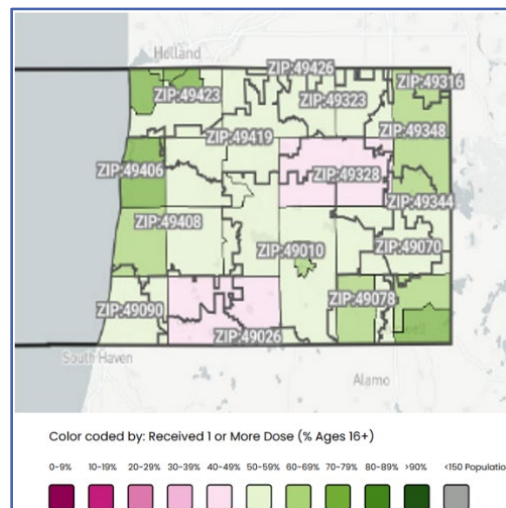 Holland
ZIP:49426
ZIP:49316
ZIP:49423
ZIP:49323
ZIP:49348
ZIP:49419
ZIP:49406
ZIP:49328
ZIP:49344
ZIP:49408
ZIP:49010
ZIP:49070
ZIP:49078
ZIP:49090
ZIP:49026
South Haven
Alamo
Color coded by: Received 1 or More Dose (% Ages 16+)
0-9% 10-19% 20-29% 30-39% 40-49% 50-59% 60-69% 70-79% 80-89% >90% <150 Populatio